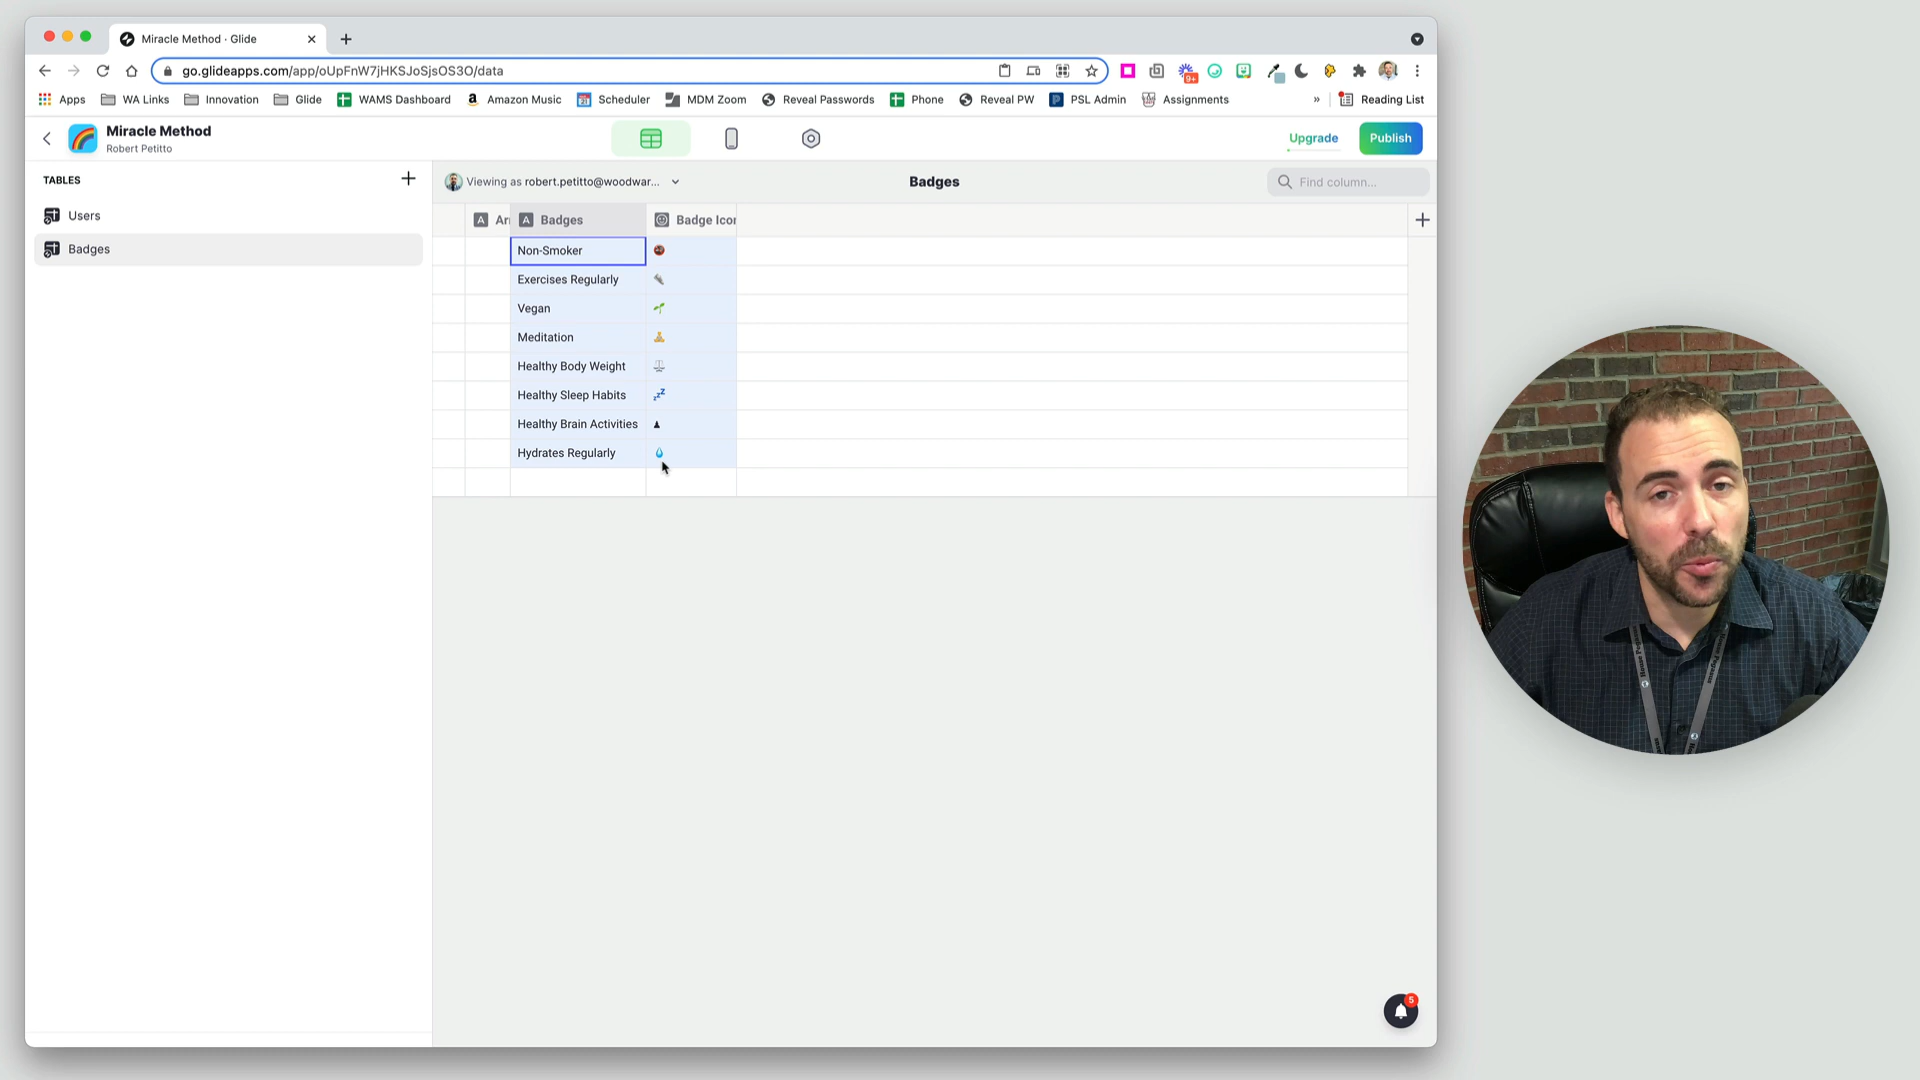 Miracle Method · Glide
go.glideapps.com/app/oUpFnW7jHKSJoSjsOS3O/data
9+
Apps WA Links Innovation Glide WAMS Dashboard Amazon Music Scheduler MDM Zoom Reveal Passwords Phone Reveal PW PSL Admin Assignments » Reading List
Miracle Method
Robert Petitto
Upgrade
Publish
TABLES
Users
Badges
Viewing as robert.petitto@woodwar...
Badges
Find column...
A Ar A Badges Badge Icon
Non-Smoker
Exercises Regularly
Vegan
Meditation
Healthy Body Weight
Healthy Sleep Habits
Healthy Brain Activities
Hydrates Regularly
5